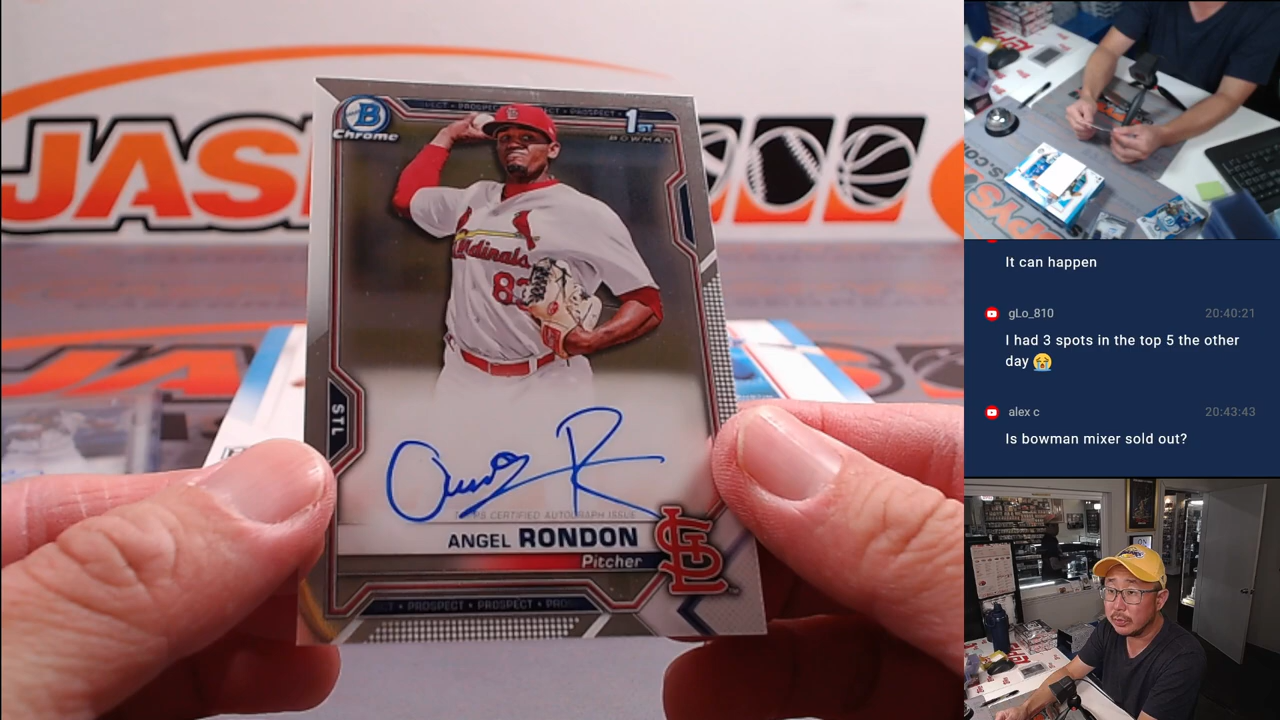 JAS
B
Chrome
PROSPECT
PROSPECT
1ST
BOWMAN
Cardinals
STL
TOPPS CERTIFIED AUTOGRAPH ISSUE
ANGEL RONDON
Pitcher
STL
PROSPECT • PROSPECT
It can happen
gLo_810 20:40:21
I had 3 spots in the top 5 the other
day 😭
alex c 20:43:43
Is bowman mixer sold out?